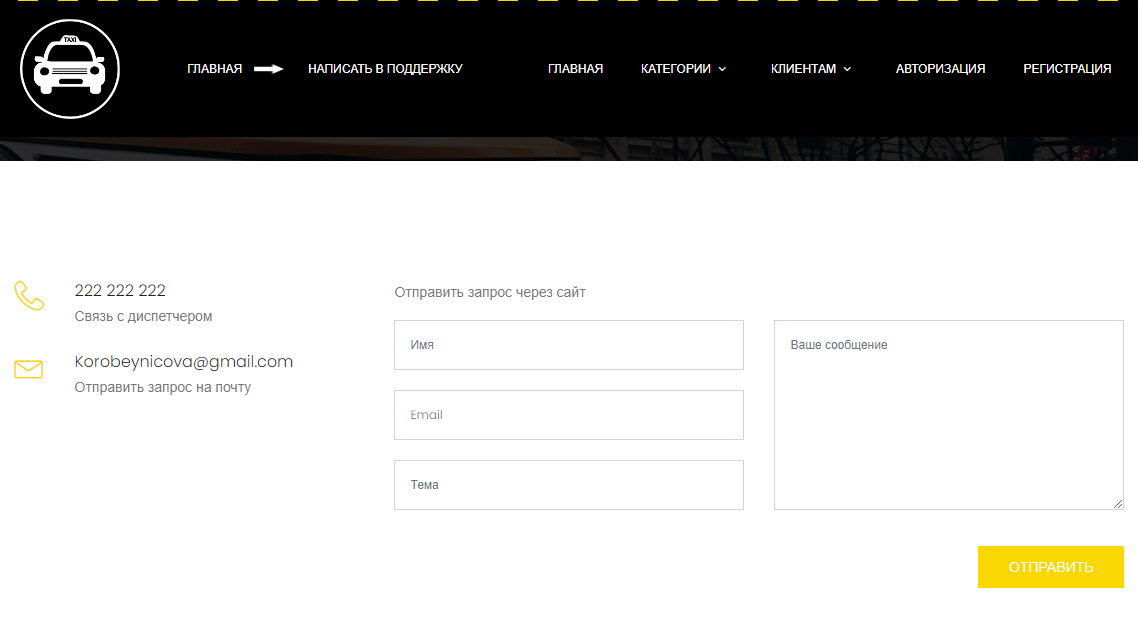 TAXI
ГЛАВНАЯ НАПИСАТЬ В ПОДДЕРЖКУ ГЛАВНАЯ КАТЕГОРИИ КЛИЕНТАМ АВТОРИЗАЦИЯ РЕГИСТРАЦИЯ
222 222 222
Связь с диспетчером
Korobeynicova@gmail.com
Отправить запрос на почту
Отправить запрос через сайт
Имя
Email
Тема
Ваше сообщение
ОТПРАВИТЬ